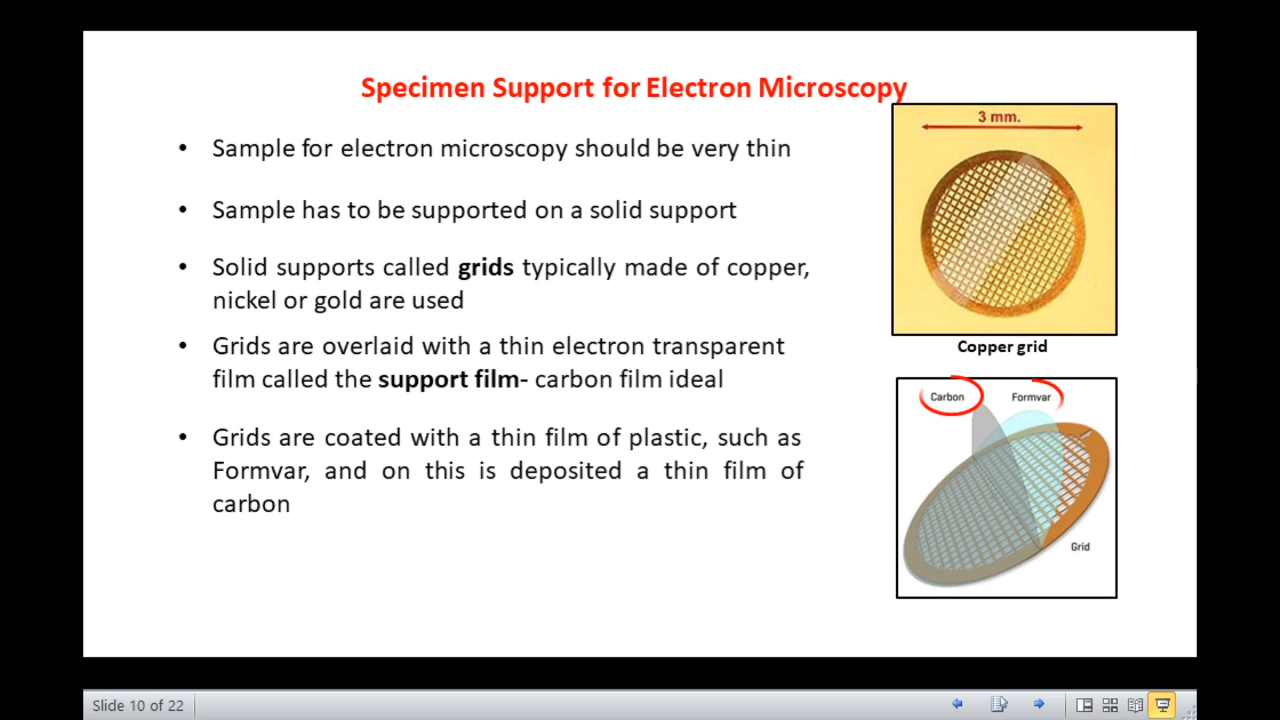 Specimen Support for Electron Microscopy
• Sample for electron microscopy should be very thin
• Sample has to be supported on a solid support
• Solid supports called grids typically made of copper,
nickel or gold are used
• Grids are overlaid with a thin electron transparent
film called the support film- carbon film ideal
• Grids are coated with a thin film of plastic, such as
Formvar, and on this is deposited a thin film of
carbon
3 mm.
Copper grid
Carbon Formvar
Grid
Slide 10 of 22